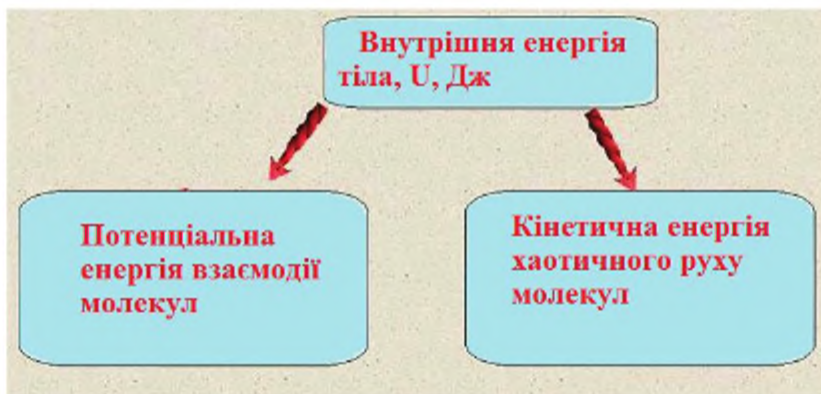 Внутрішня енергія
тіла, U, Дж
Потенціальна
енергія взаємодії
молекул
Кінетична енергія
хаотичного руху
молекул